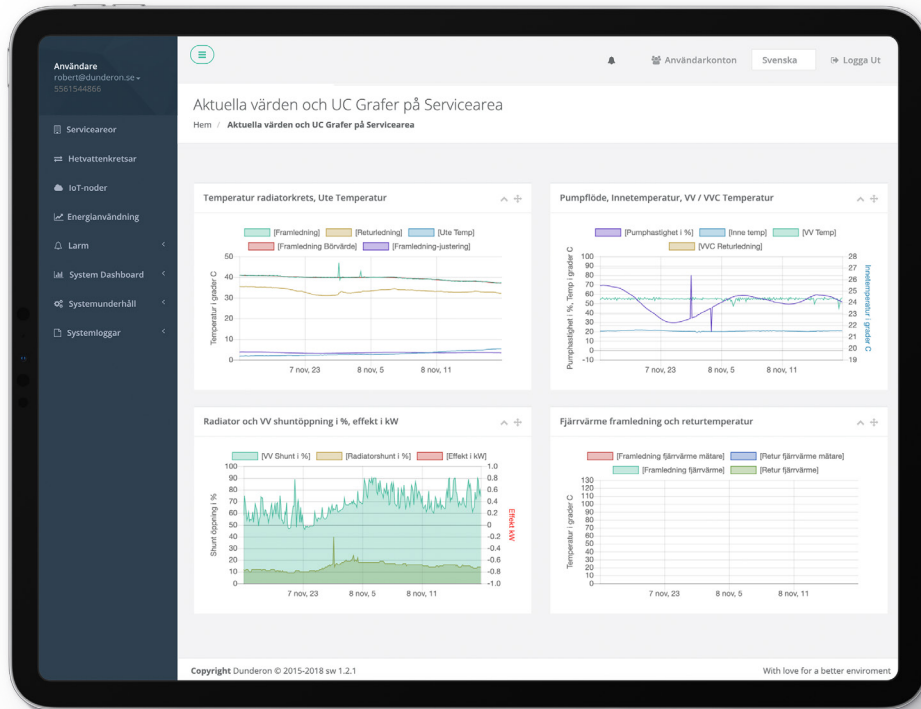 Användare
robert@dunderon.se
5561544866
Serviceareor
Hetvattenkretsar
IoT-noder
Energianvändning
Larm
System Dashboard
Systemunderhåll
Systemloggar
Användarkonton
Svenska
Logga Ut
Aktuella värden och UC Grafer på Servicearea
Hem / Aktuella värden och UC Grafer på Servicearea
Temperatur radiatorkrets, Ute Temperatur
[Framledning] [Returledning] [Ute Temp]
[Framledning Börvärde] [Framledning-justering]
Temperatur i grader C
50
40
30
20
10
0
7 nov, 23 8 nov, 5 8 nov, 11
Pumpflöde, Innetemperatur, VV / VVC Temperatur
[Pumphastighet i %] [Inne temp] [VV Temp]
[VVC Returledning]
Pumphastighet i %, Temp i grader C
100
90
80
70
60
50
40
30
20
10
0
-10
28
27
26
25
24
23
22
21
20
19
Innetemperatur i grader C
7 nov, 23 8 nov, 5 8 nov, 11
Radiator och VV shuntöppning i %, effekt i kW
[VV Shunt i %] [Radiatorshunt i %] [Effekt i kW]
Shunt öppning i %
100
90
80
70
60
50
40
30
20
10
0
1.0
0.8
0.6
0.4
0.2
0
-0.2
-0.4
-0.6
-0.8
-1.0
Effekt kW
7 nov, 23 8 nov, 5 8 nov, 11
Fjärrvärme framledning och returtemperatur
[Framledning fjärrvärme mätare] [Retur fjärrvärme mätare]
[Framledning fjärrvärme] [Retur fjärrvärme]
Temperatur i grader C
130
120
110
100
90
80
70
60
50
40
30
20
10
0
7 nov, 23 8 nov, 5 8 nov, 11
Copyright Dunderon © 2015-2018 sw 1.2.1
With love for a better enviroment